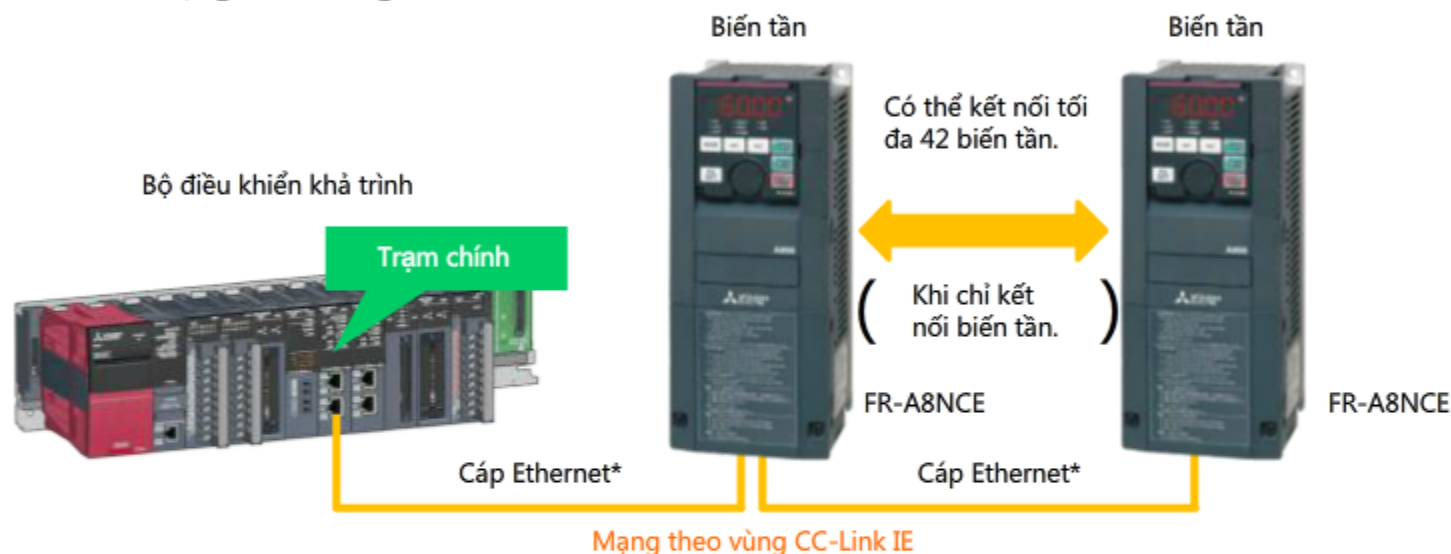 Biến tần
Biến tần
Có thể kết nối tối
đa 42 biến tần.
Bộ điều khiển khả trình
Trạm chính
Khi chỉ kết
nối biến tần.
FR-A8NCE
FR-A8NCE
Cáp Ethernet*
Cáp Ethernet*
Mạng theo vùng CC-Link IE